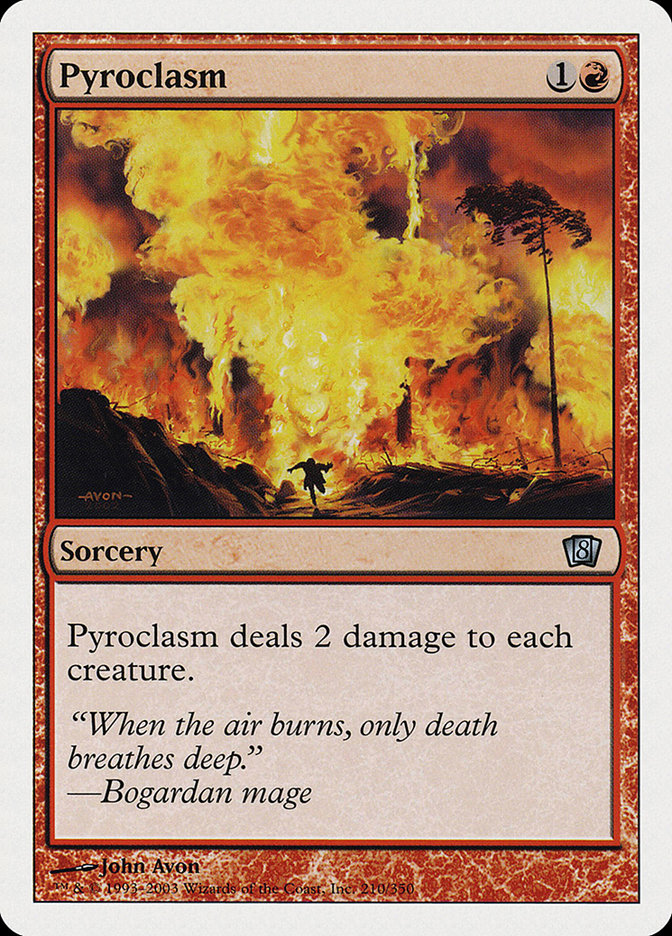 Pyroclasm 1
-AVON-
Sorcery 8
Pyroclasm deals 2 damage to each
creature.
“When the air burns, only death
breathes deep.”
—Bogardan mage
John Avon
™ & © 1993–2003 Wizards of the Coast, Inc. 210/350